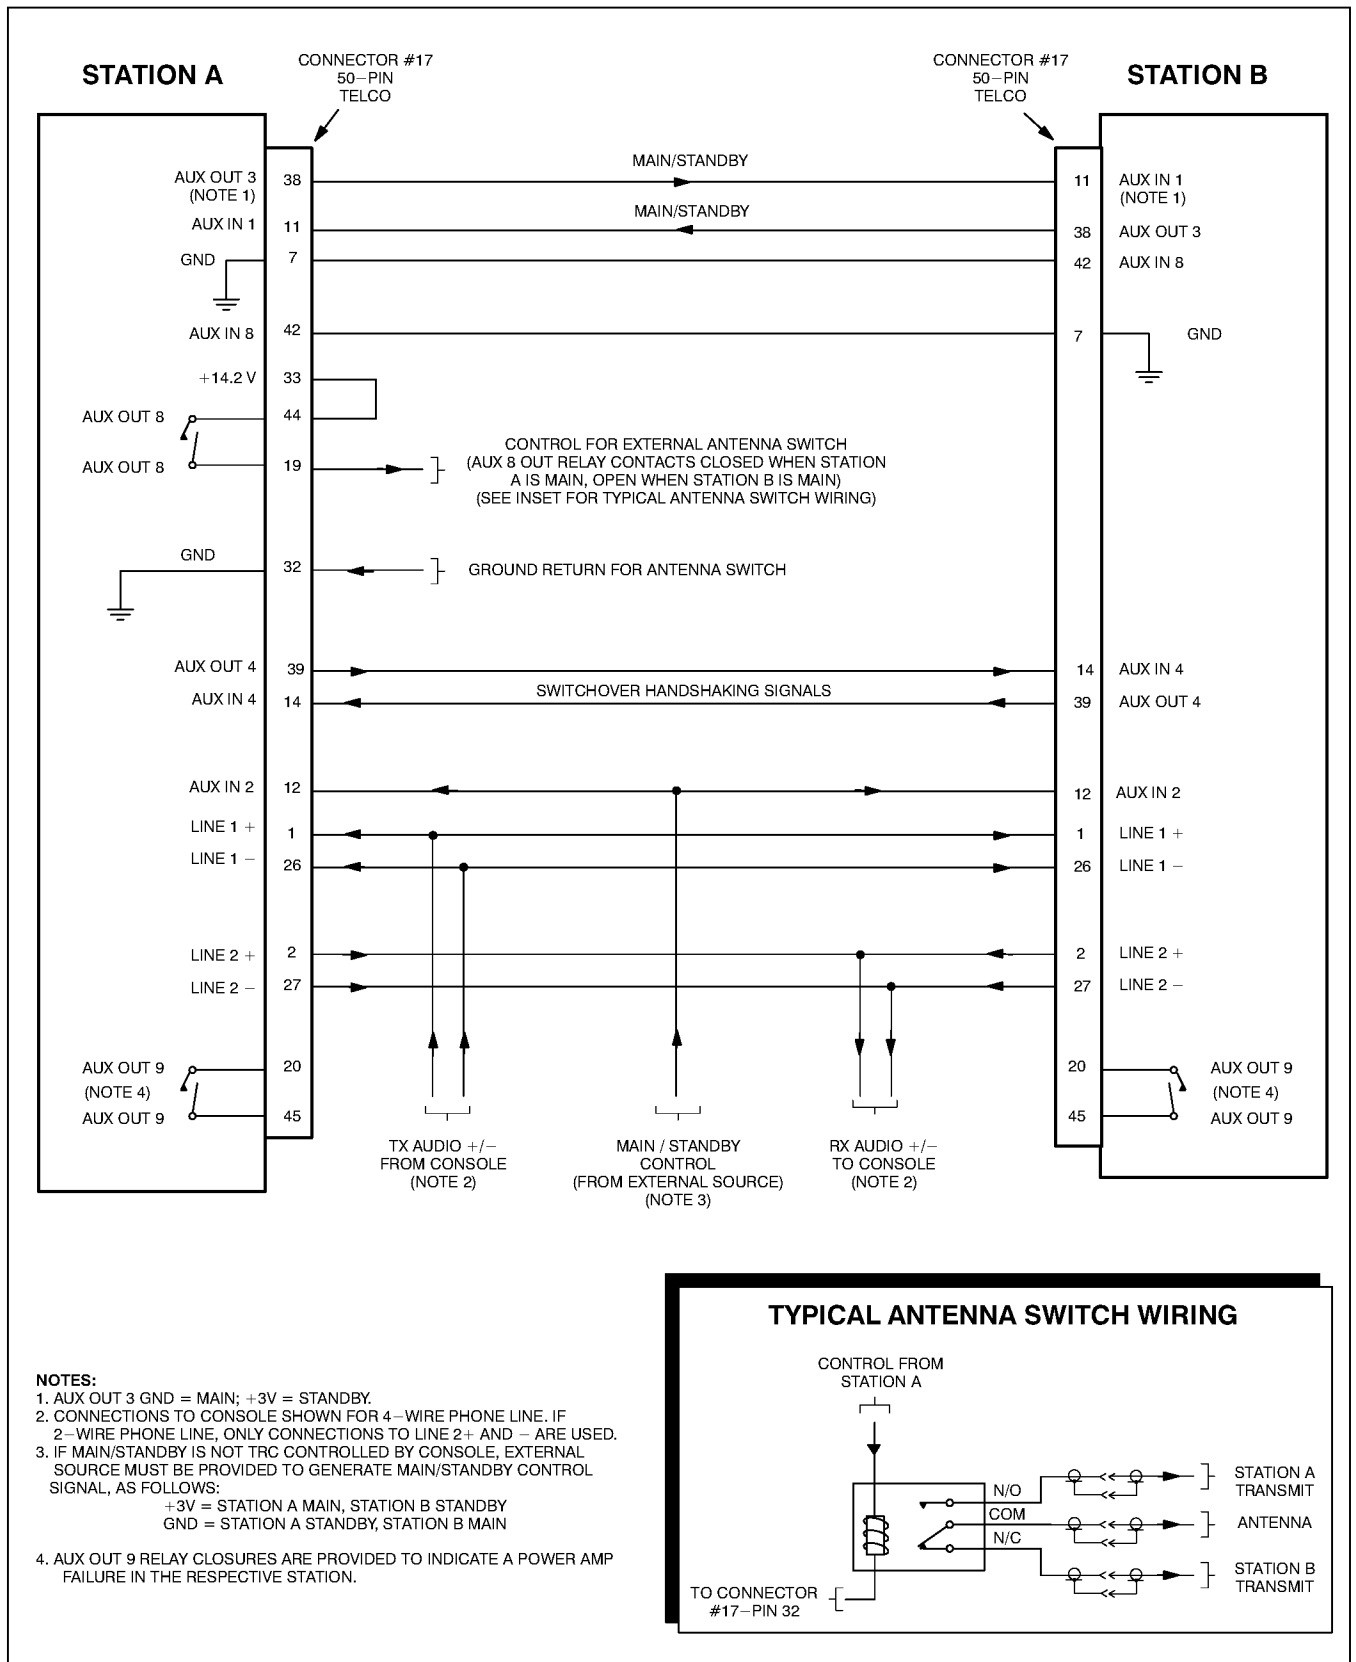 STATION A
CONNECTOR #17
50–PIN
TELCO
CONNECTOR #17
50–PIN
TELCO
STATION B
AUX OUT 3
(NOTE 1)
38
MAIN/STANDBY
11
AUX IN 1
(NOTE 1)
AUX IN 1
11
MAIN/STANDBY
38
AUX OUT 3
GND
7
42
AUX IN 8
AUX IN 8
42
7
GND
+14.2 V
33
AUX OUT 8
44
AUX OUT 8
19
CONTROL FOR EXTERNAL ANTENNA SWITCH
(AUX 8 OUT RELAY CONTACTS CLOSED WHEN STATION
A IS MAIN, OPEN WHEN STATION B IS MAIN)
(SEE INSET FOR TYPICAL ANTENNA SWITCH WIRING)
GND
32
GROUND RETURN FOR ANTENNA SWITCH
AUX OUT 4
39
14
AUX IN 4
AUX IN 4
14
SWITCHOVER HANDSHAKING SIGNALS
39
AUX OUT 4
AUX IN 2
12
12
AUX IN 2
LINE 1 +
1
1
LINE 1 +
LINE 1 –
26
26
LINE 1 –
LINE 2 +
2
2
LINE 2 +
LINE 2 –
27
27
LINE 2 –
AUX OUT 9
20
20
AUX OUT 9
(NOTE 4)
(NOTE 4)
AUX OUT 9
45
45
AUX OUT 9
TX AUDIO +/–
FROM CONSOLE
(NOTE 2)
MAIN / STANDBY
CONTROL
(FROM EXTERNAL SOURCE)
(NOTE 3)
RX AUDIO +/–
TO CONSOLE
(NOTE 2)
NOTES:
1. AUX OUT 3 GND = MAIN; +3V = STANDBY.
2. CONNECTIONS TO CONSOLE SHOWN FOR 4–WIRE PHONE LINE. IF
2–WIRE PHONE LINE, ONLY CONNECTIONS TO LINE 2+ AND – ARE USED.
3. IF MAIN/STANDBY IS NOT TRC CONTROLLED BY CONSOLE, EXTERNAL
SOURCE MUST BE PROVIDED TO GENERATE MAIN/STANDBY CONTROL
SIGNAL, AS FOLLOWS:
+3V = STATION A MAIN, STATION B STANDBY
GND = STATION A STANDBY, STATION B MAIN
4. AUX OUT 9 RELAY CLOSURES ARE PROVIDED TO INDICATE A POWER AMP
FAILURE IN THE RESPECTIVE STATION.
TYPICAL ANTENNA SWITCH WIRING
CONTROL FROM
STATION A
N/O
COM
N/C
STATION A
TRANSMIT
ANTENNA
STATION B
TRANSMIT
TO CONNECTOR
#17–PIN 32